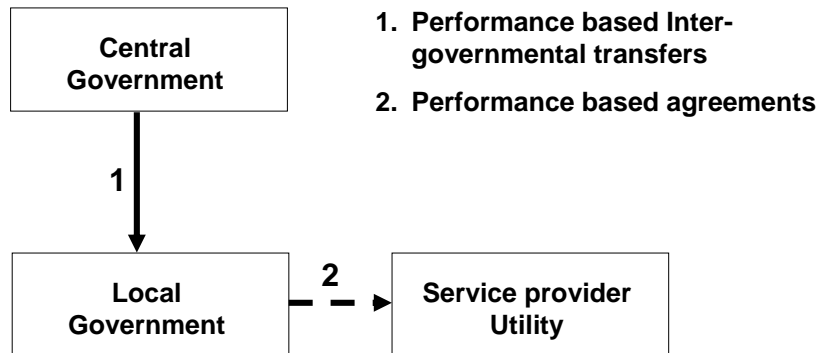 Central
Government
1. Performance based Inter-
governmental transfers
2. Performance based agreements
1
Local
Government
2
Service provider
Utility